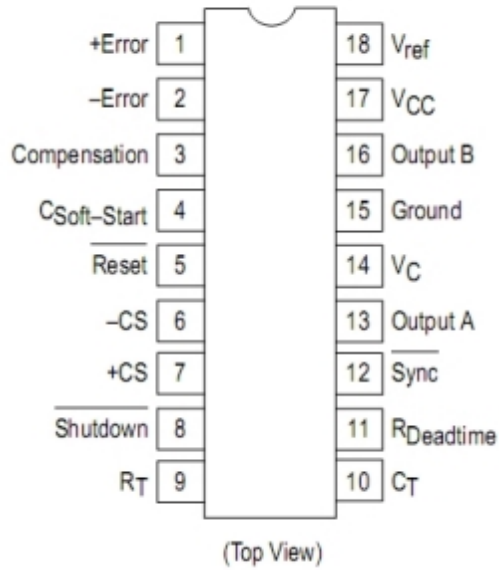 +Error 1 18 Vref
–Error 2 17 VCC
Compensation 3 16 Output B
CSoft–Start 4 15 Ground
Reset 5 14 VC
–CS 6 13 Output A
+CS 7 12 Sync
Shutdown 8 11 RDeadtime
RT 9 10 CT
(Top View)